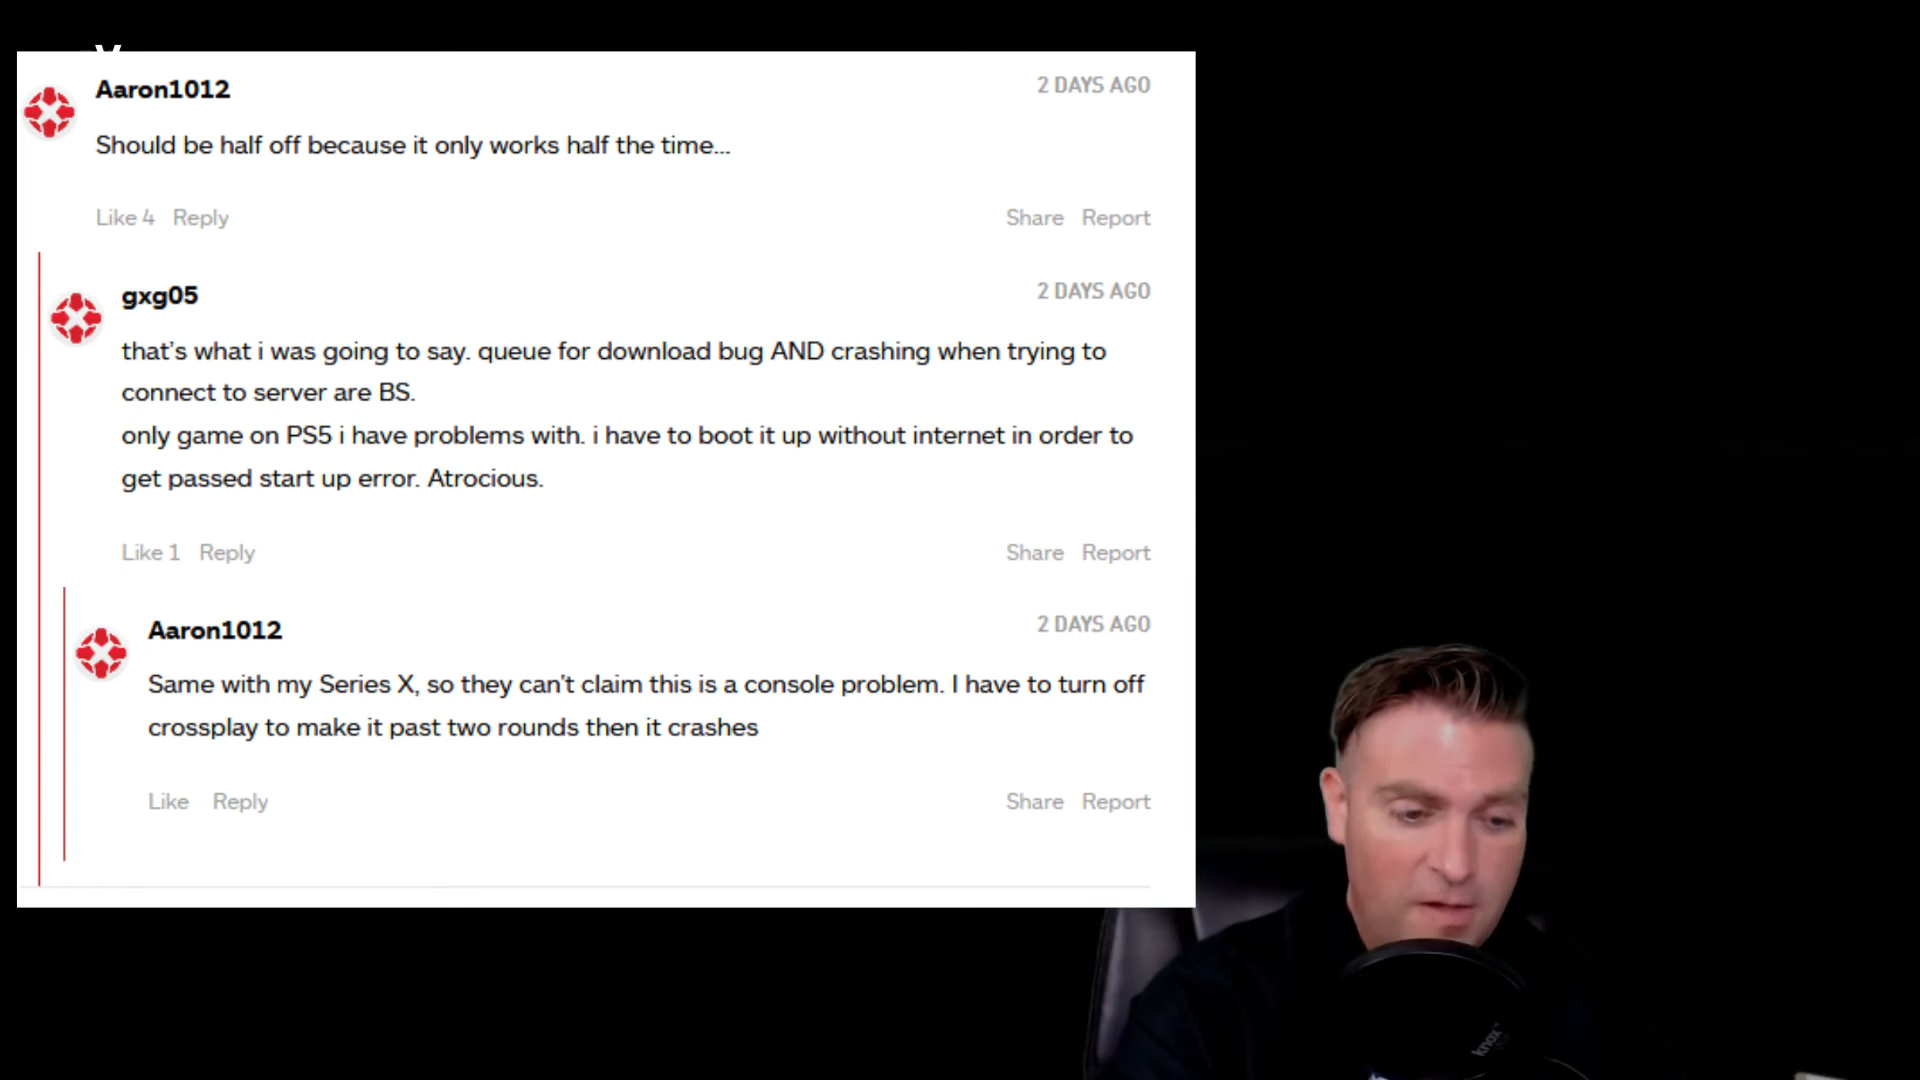 Aaron1012
2 DAYS AGO
Should be half off because it only works half the time...
Like 4 Reply
Share Report
gxg05
2 DAYS AGO
that's what i was going to say. queue for download bug AND crashing when trying to
connect to server are BS.
only game on PS5 i have problems with. i have to boot it up without internet in order to
get passed start up error. Atrocious.
Like 1 Reply
Share Report
Aaron1012
2 DAYS AGO
Same with my Series X, so they can't claim this is a console problem. I have to turn off
crossplay to make it past two rounds then it crashes
Like Reply
Share Report
knox